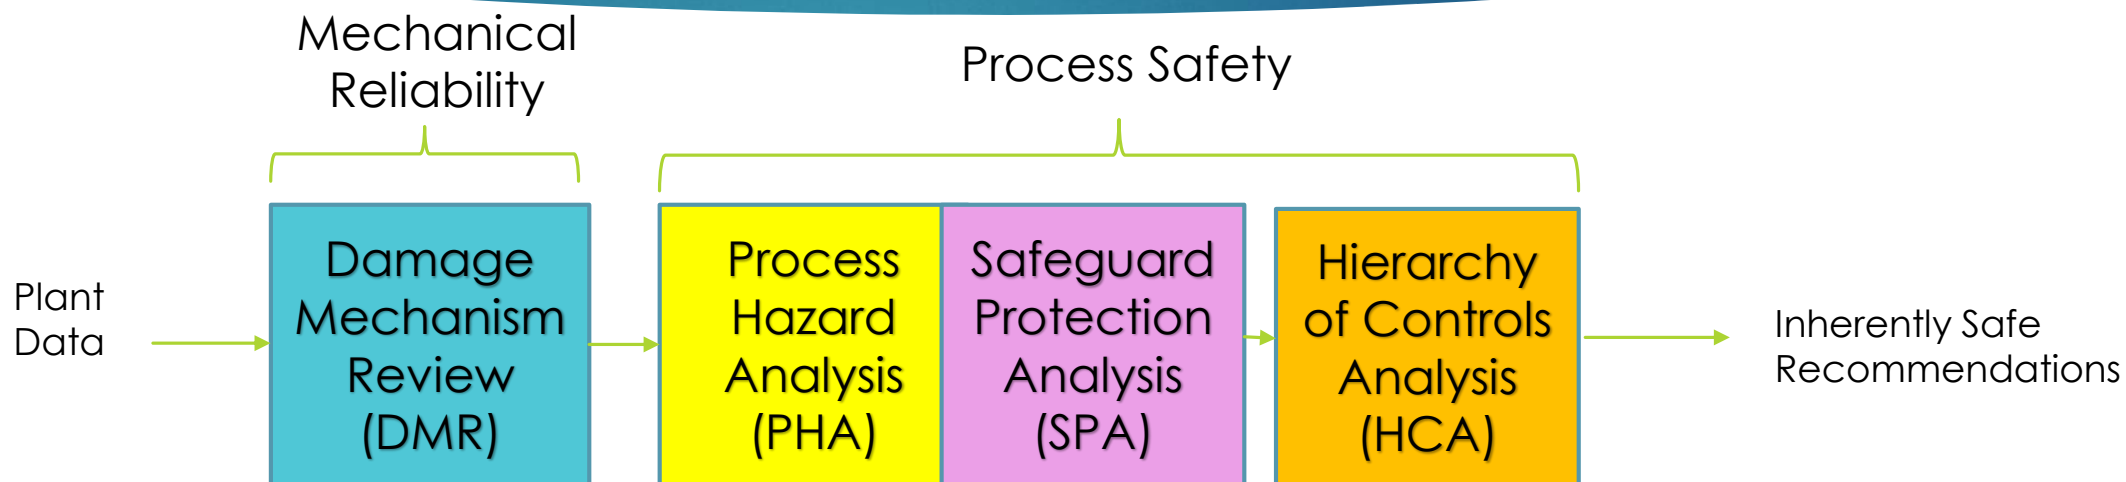 Mechanical
Reliability
Process Safety
Plant
Data
Damage
Mechanism
Review
(DMR)
Process
Hazard
Analysis
(PHA)
Safeguard
Protection
Analysis
(SPA)
Hierarchy
of Controls
Analysis
(HCA)
Inherently Safe
Recommendations